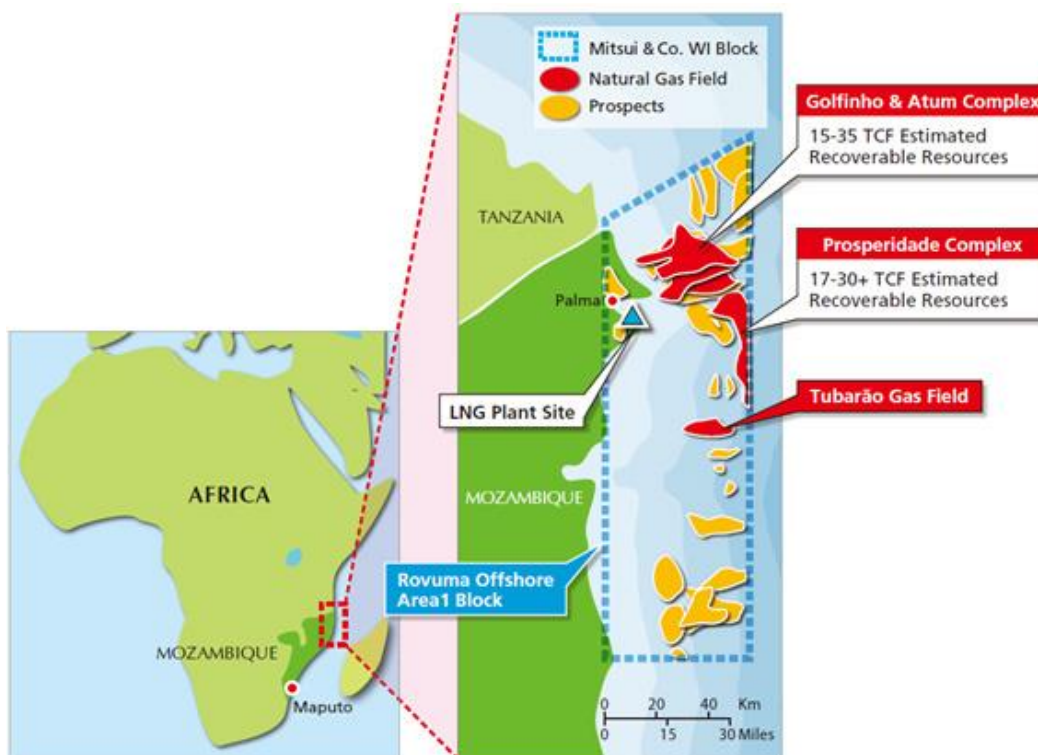 Mitsui & Co. WI Block
Natural Gas Field
Prospects
Golfinho & Atum Complex
15-35 TCF Estimated
Recoverable Resources
TANZANIA
Prosperidade Complex
17-30+ TCF Estimated
Recoverable Resources
Palma
LNG Plant Site
Tubarão Gas Field
AFRICA
MOZAMBIQUE
Rovuma Offshore
Area1 Block
MOZAMBIQUE
Maputo
0 20 40 Km
0 15 30 Miles